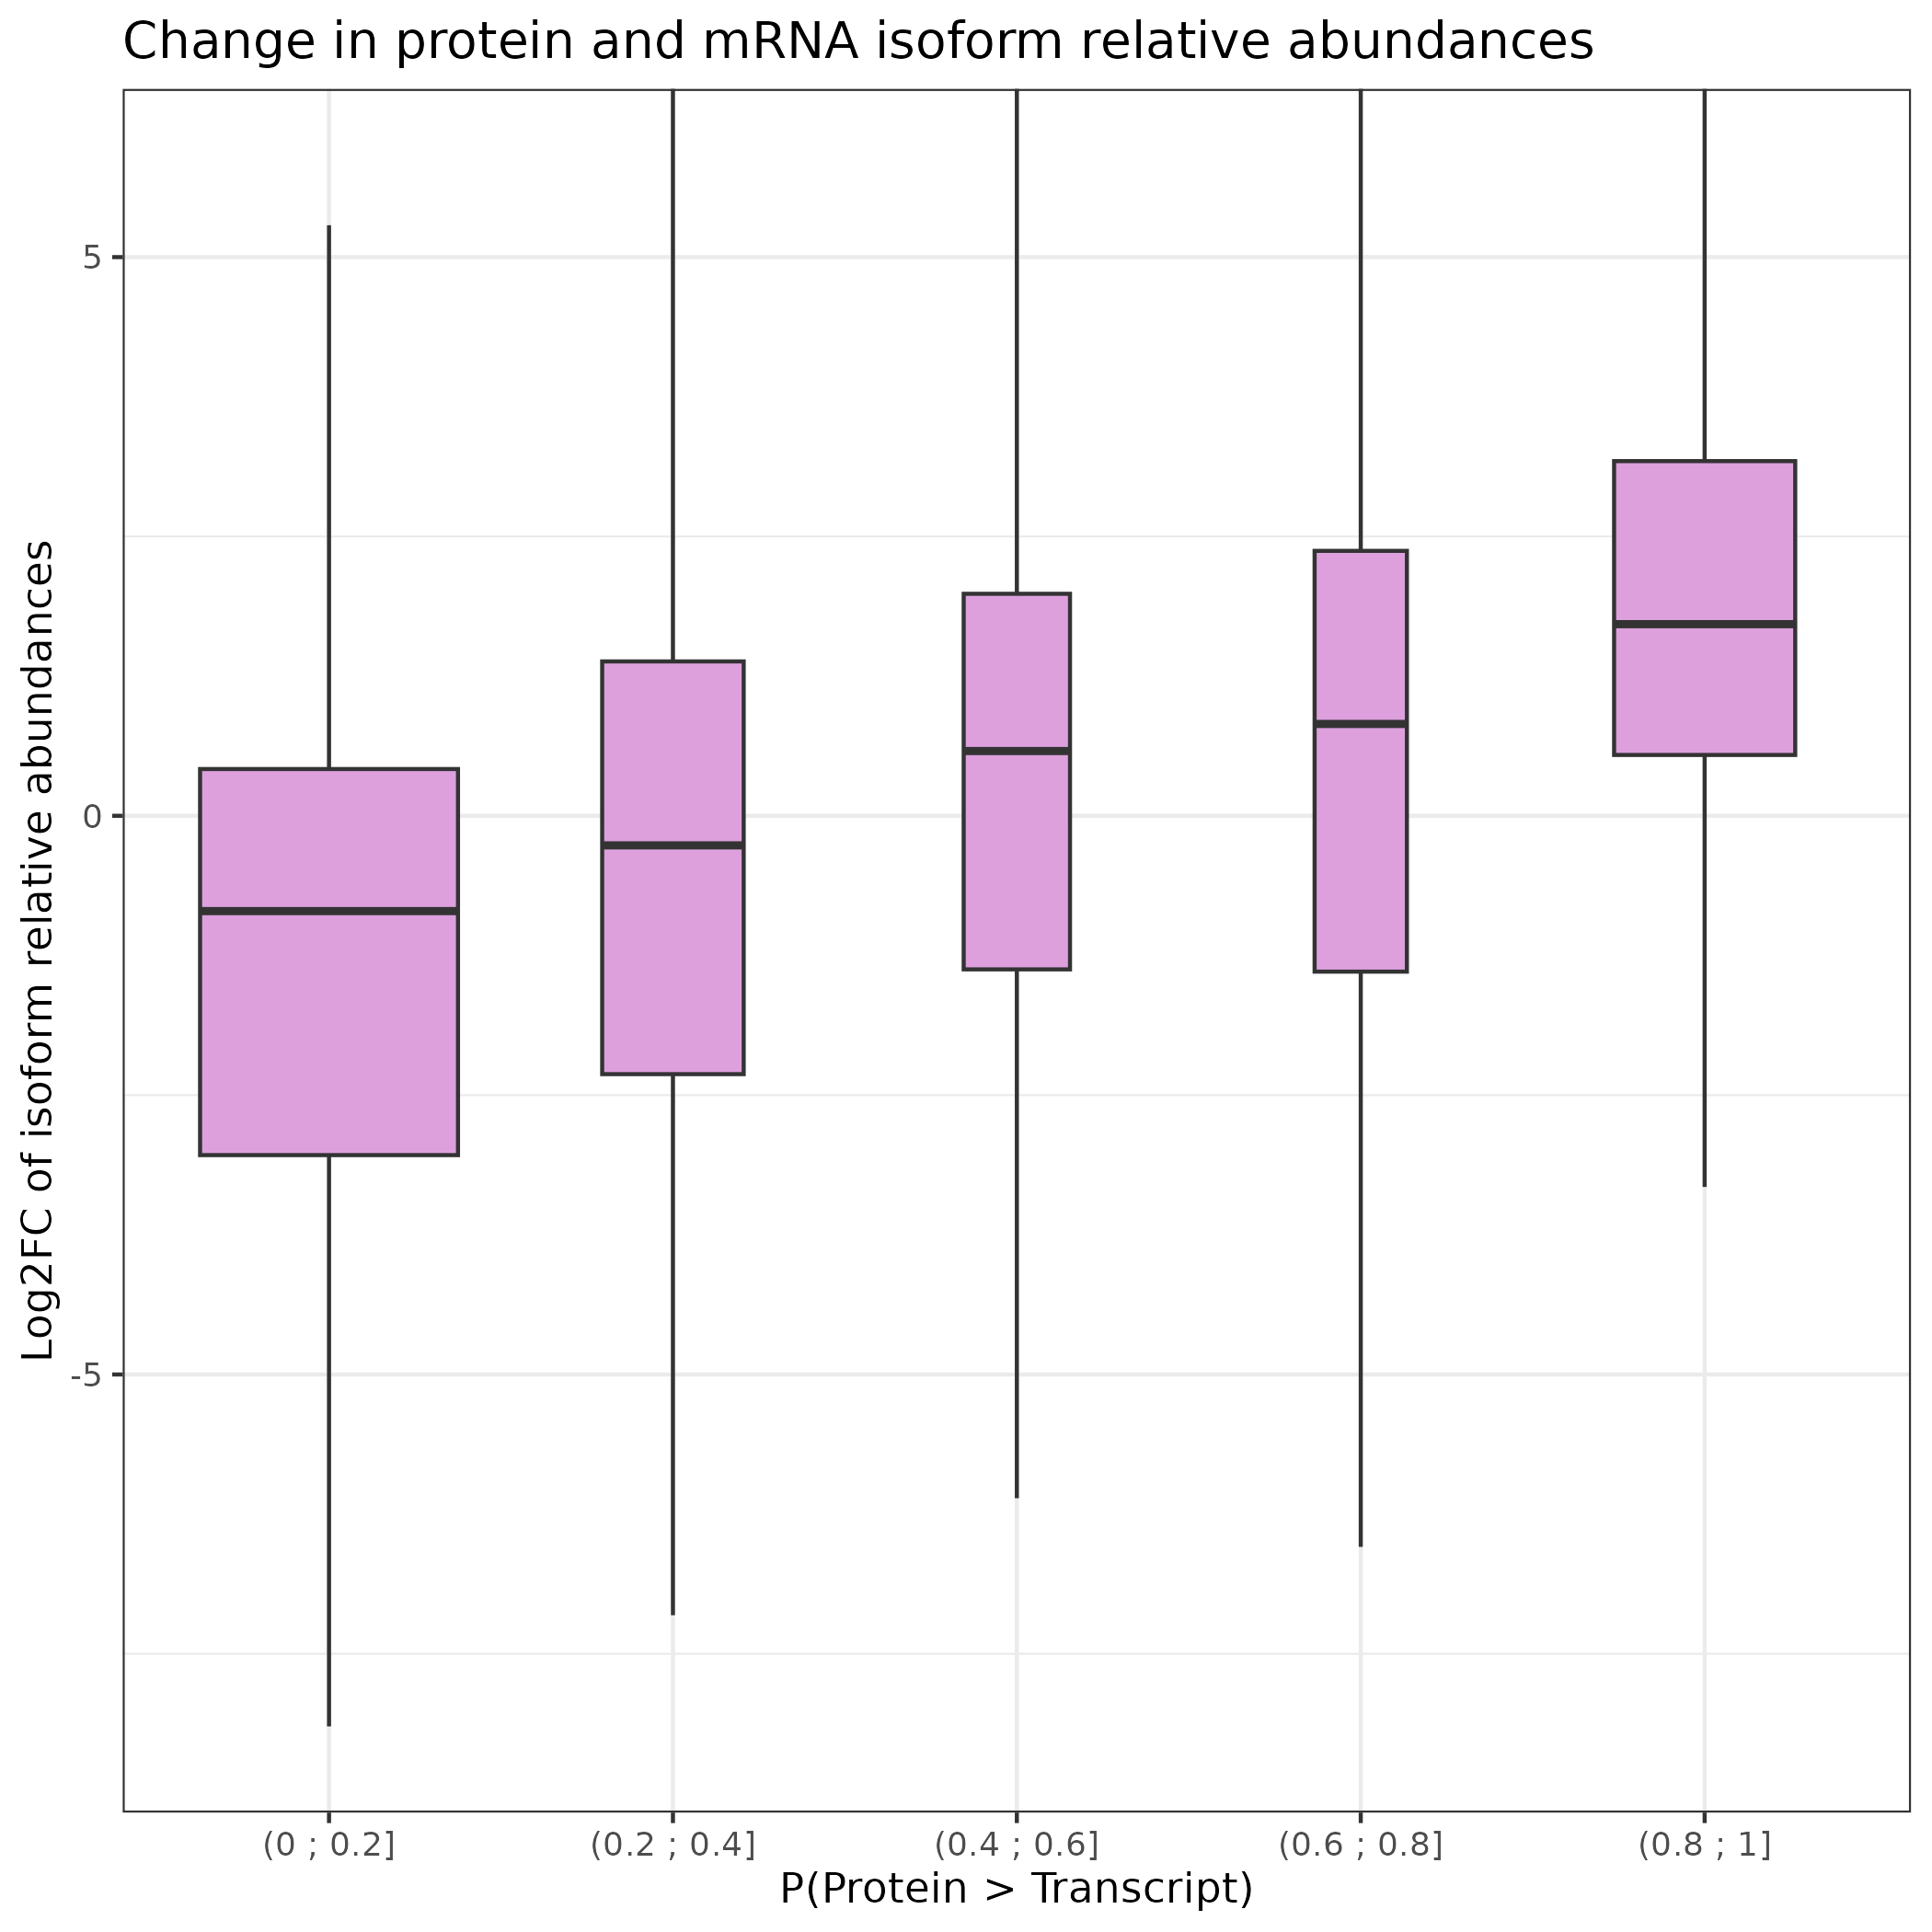 Change in protein and mRNA isoform relative abundances
Log2FC of isoform relative abundances
5
0
-5
(0 ; 0.2]
(0.2 ; 0.4]
(0.4 ; 0.6]
(0.6 ; 0.8]
(0.8 ; 1]
P(Protein > Transcript)